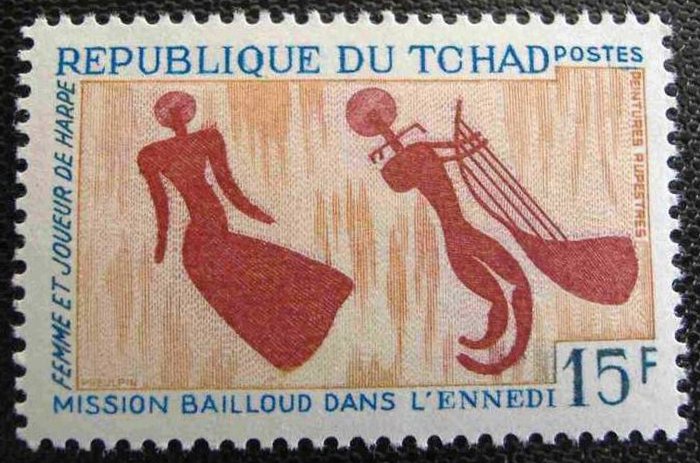 REPUBLIQUE DU TCHAD POSTES
FEMME ET JOUEUR DE HARPE
PEINTURES RUPESTRES
MISSION BAILLOUD DANS L'ENNEDI
15F